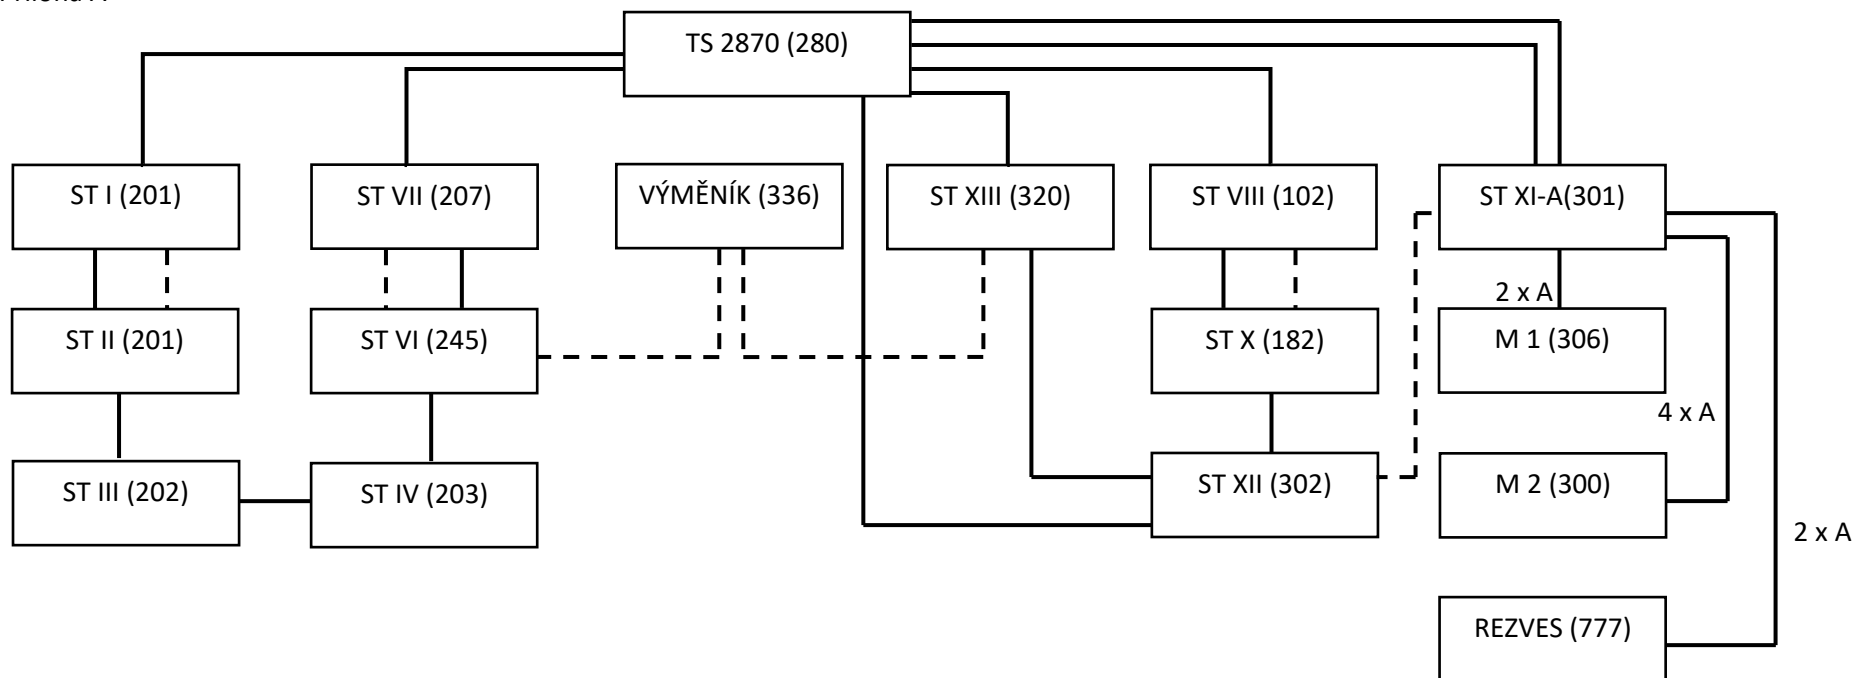 TS 2870 (280)
ST I (201)
ST VII (207)
VÝMĚNÍK (336)
ST XIII (320)
ST VIII (102)
ST XI-A(301)
2 x A
ST II (201)
ST VI (245)
ST X (182)
M 1 (306)
4 x A
ST III (202)
ST IV (203)
ST XII (302)
M 2 (300)
2 x A
REZVES (777)